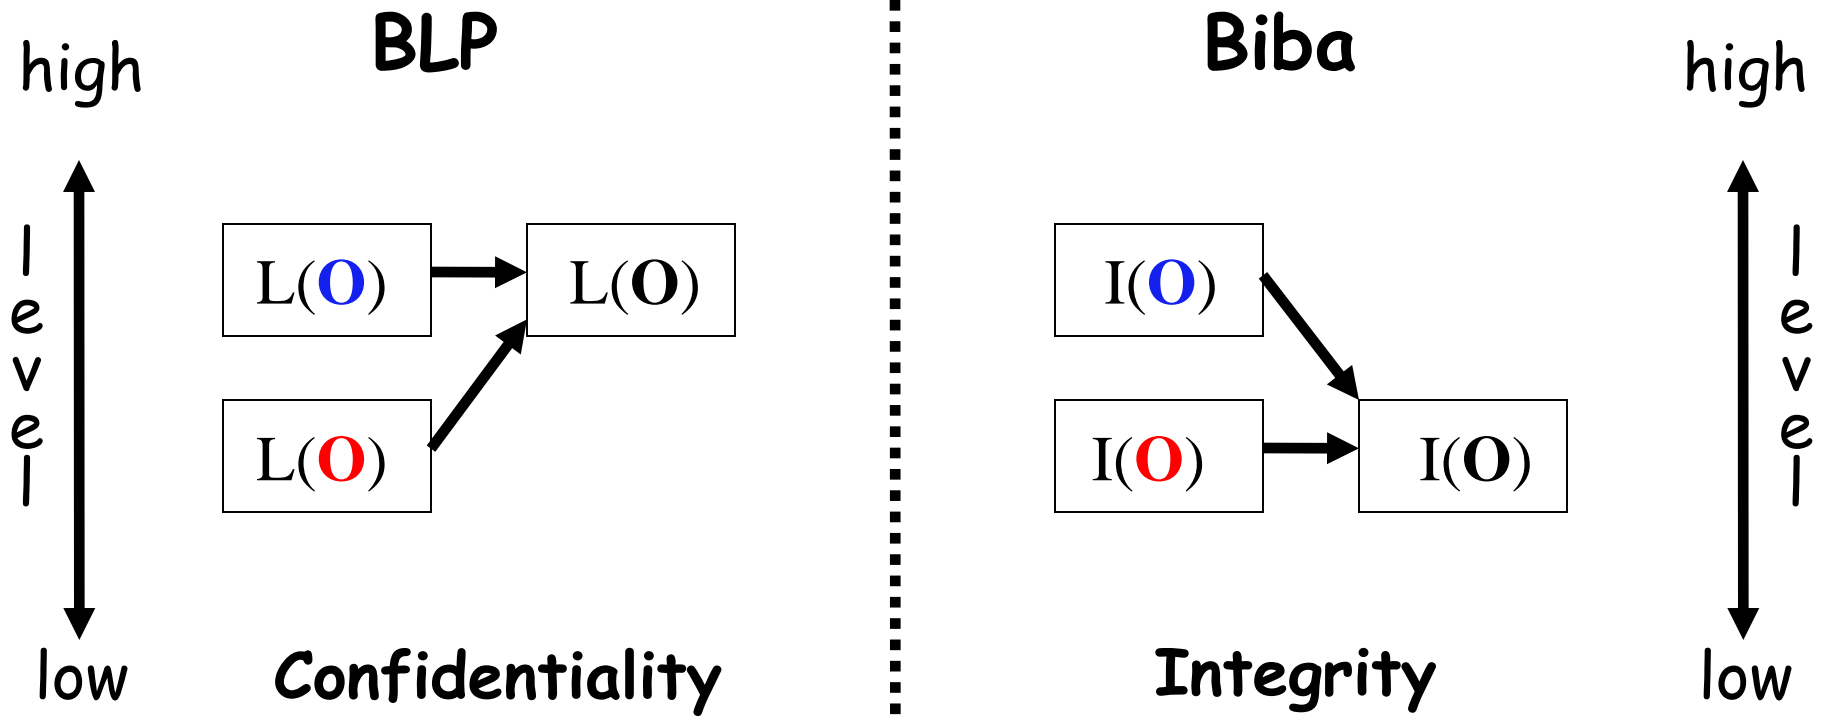 BLP
high
level
low
L(O)
L(O)
L(O)
Confidentiality
Biba
high
level
low
I(O)
I(O)
I(O)
Integrity